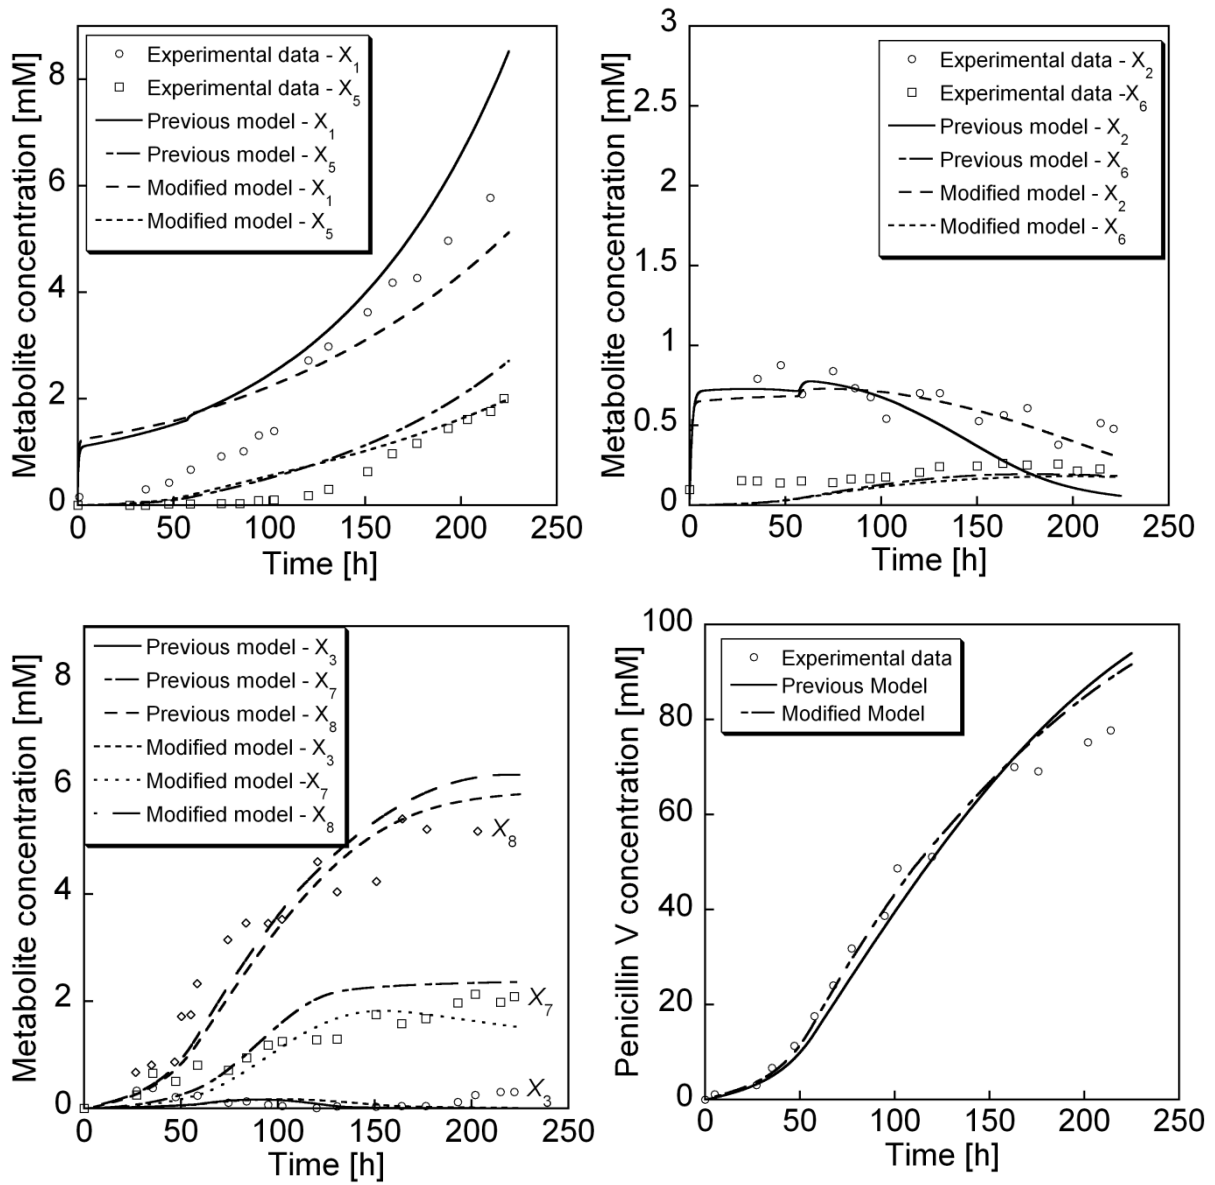 Metabolite concentration [mM]
8
6
4
2
0
Experimental data - X1
Experimental data - X5
Previous model - X1
Previous model - X5
Modified model - X1
Modified model - X5
0 50 100 150 200 250
Time [h]
Metabolite concentration [mM]
3
2.5
2
1.5
1
0.5
0
Experimental data - X2
Experimental data -X6
Previous model - X2
Previous model - X6
Modified model - X2
Modified model - X6
0 50 100 150 200 250
Time [h]
Metabolite concentration [mM]
8
6
4
2
0
Previous model - X3
Previous model - X7
Previous model - X8
Modified model - X3
Modified model -X7
Modified model - X8
X8
X7
X3
0 50 100 150 200 250
Time [h]
Penicillin V concentration [mM]
100
80
60
40
20
0
Experimental data
Previous Model
Modified Model
0 50 100 150 200 250
Time [h]